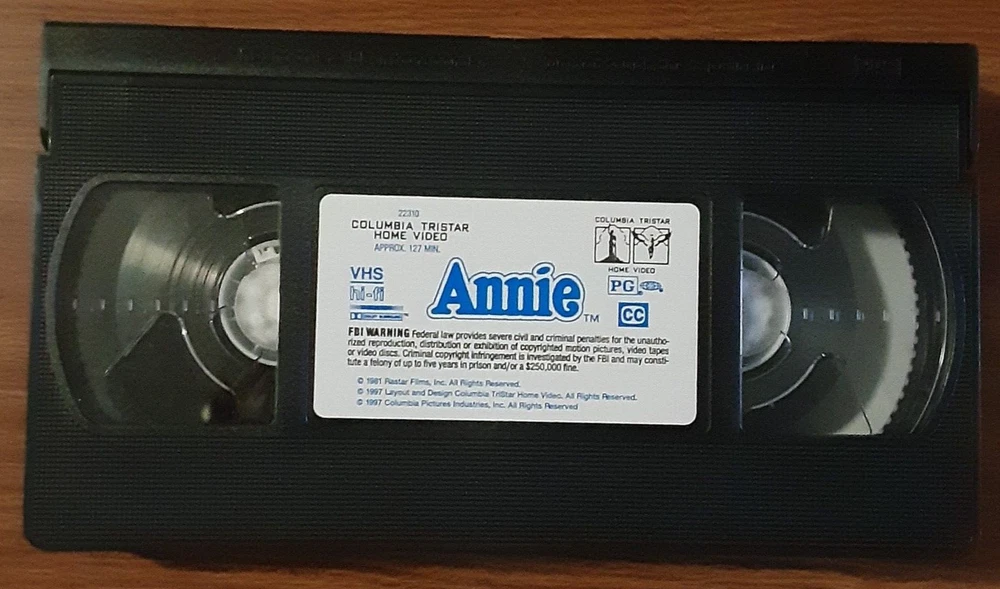 22310
COLUMBIA TRISTAR
HOME VIDEO
APPROX. 127 MIN.
COLUMBIA TRISTAR
HOME VIDEO
VHS
hi-fi
DOLBY SURROUND
Annie™
PG
CC
FBI WARNING Federal law provides severe civil and criminal penalties for the unautho-
rized reproduction, distribution or exhibition of copyrighted motion pictures, video tapes
or video discs. Criminal copyright infringement is investigated by the FBI and may consti-
tute a felony of up to five years in prison and/or a $250,000 fine.
© 1981 Rastar Films, Inc. All Rights Reserved.
© 1997 Layout and Design Columbia TriStar Home Video. All Rights Reserved.
© 1997 Columbia Pictures Industries, Inc. All Rights Reserved